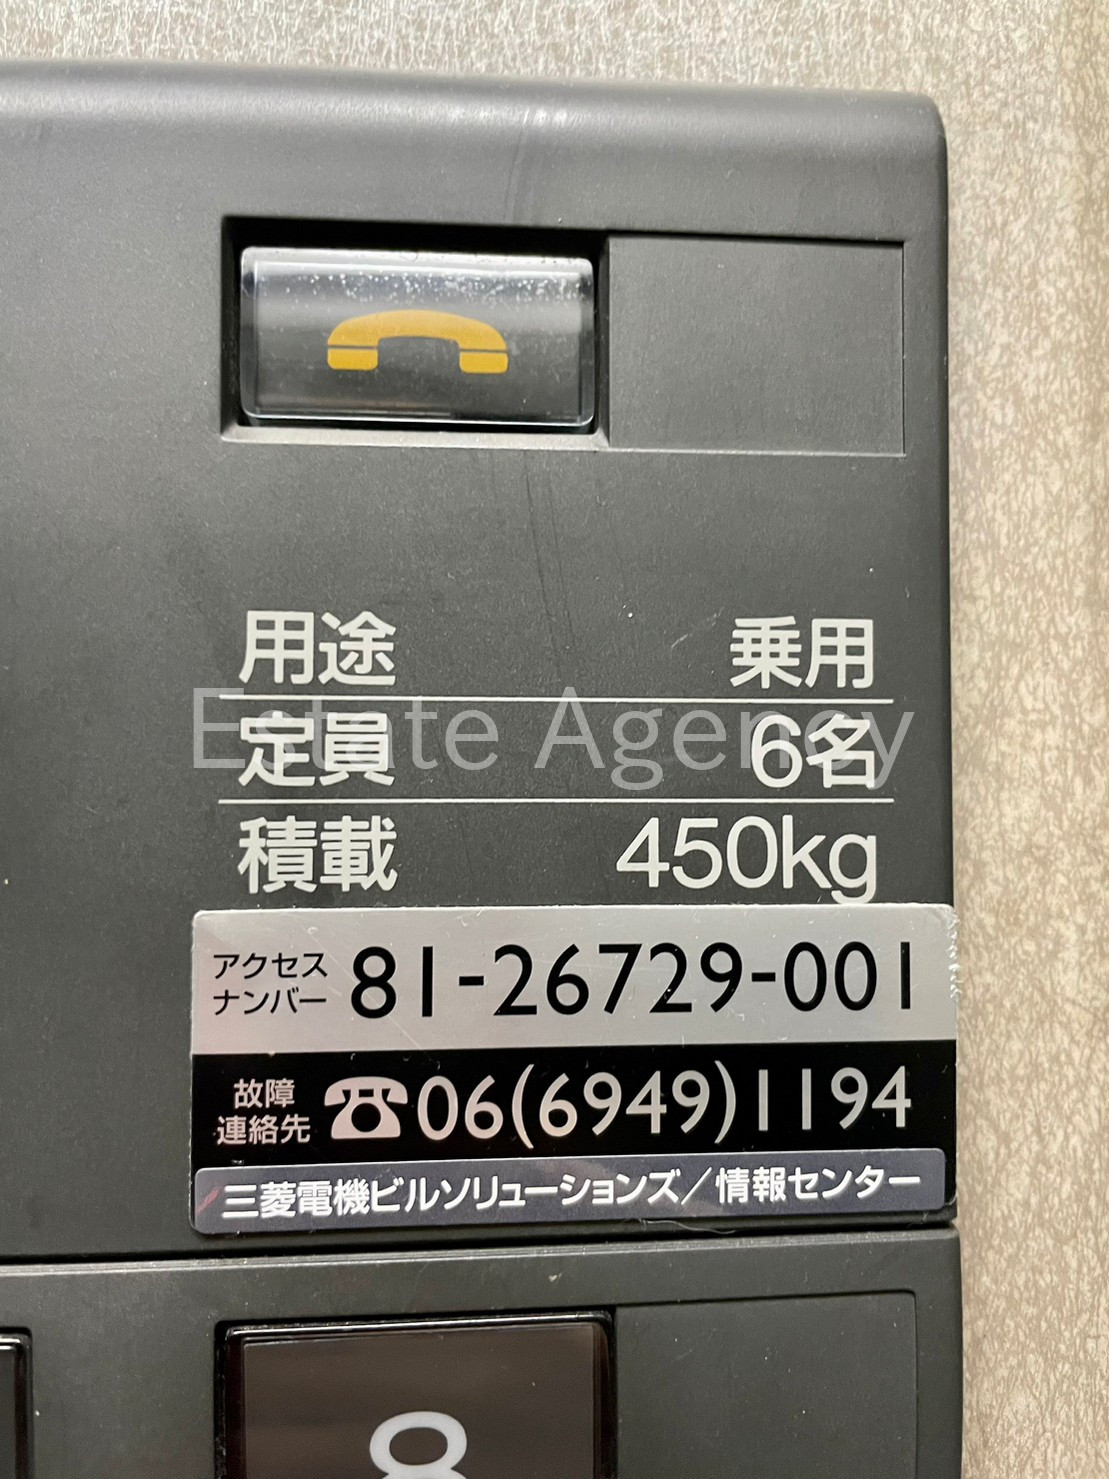 用途 乗用
定員 6名
積載 450kg
Estate Agency
アクセス
ナンバー 81-26729-001
故障
連絡先 ☎06(6949)1194
三菱電機ビルソリューションズ/情報センター
8